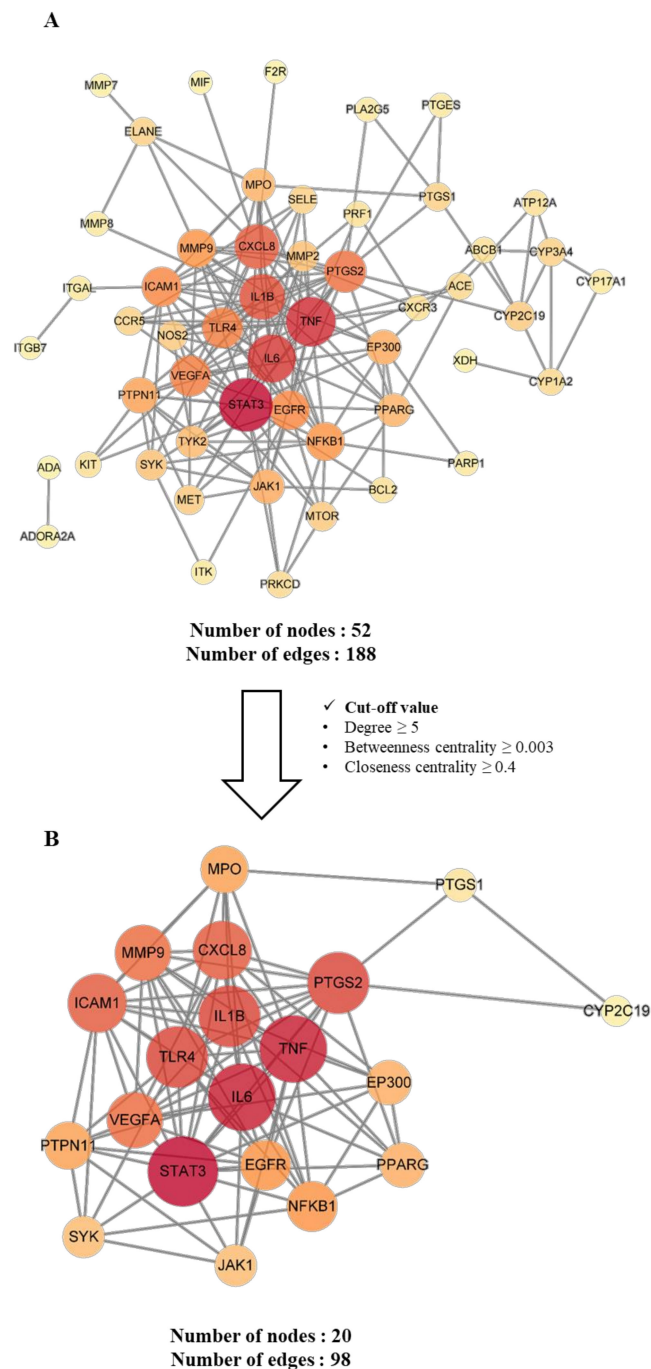 A
MMP7
MIF
F2R
PLA2G5
PTGES
ELANE
MPO
SELE
PTGS1
ATP12A
MMP8
PRF1
MMP9
CXCL8
MMP2
ABCB1
CYP3A4
PTGS2
ITGAL
ICAM1
IL1B
ACE
CYP17A1
CXCR3
CCR5
NOS2
TLR4
TNF
CYP2C19
ITGB7
EP300
IL6
XDH
VEGFA
CYP1A2
PTPN11
STAT3
EGFR
PPARG
TYK2
NFKB1
ADA
KIT
SYK
PARP1
MET
JAK1
BCL2
MTOR
ADORA2A
ITK
PRKCD
Number of nodes : 52
Number of edges : 188
✓ Cut-off value
• Degree ≥ 5
• Betweenness centrality ≥ 0.003
• Closeness centrality ≥ 0.4
B
MPO
PTGS1
MMP9
CXCL8
PTGS2
ICAM1
IL1B
CYP2C19
TLR4
TNF
EP300
IL6
VEGFA
PTPN11
STAT3
EGFR
PPARG
NFKB1
SYK
JAK1
Number of nodes : 20
Number of edges : 98